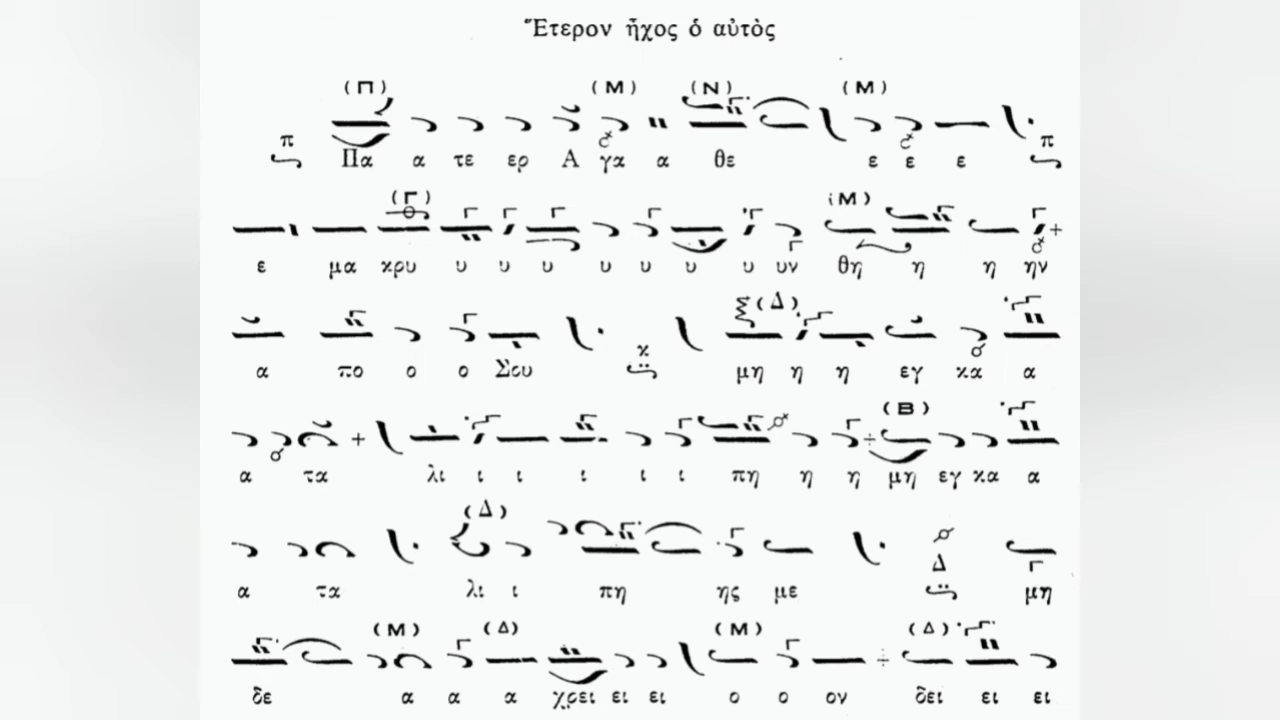 Ἕτερον ἦχος ὁ αὐτὸς
(Π) (Μ) (Ν) (Μ)
π Πα α τε ερ Α γα α θε ε ε ε π
(Γ) (Μ)
ε μα κρυ υ υ υ υ υ υ υ υν θη η η ην
(Δ)
α πο ο ο Σου κ μη η η εγ κα α
(Β)
α τα λι ι ι ι ι ι πη η η μη εγ κα α
(Δ)
α τα λι ι πη ης με Δ μη
(Μ) (Δ) (Μ) (Δ)
δε α α α χρει ει ει ο ο ον δει ει ει